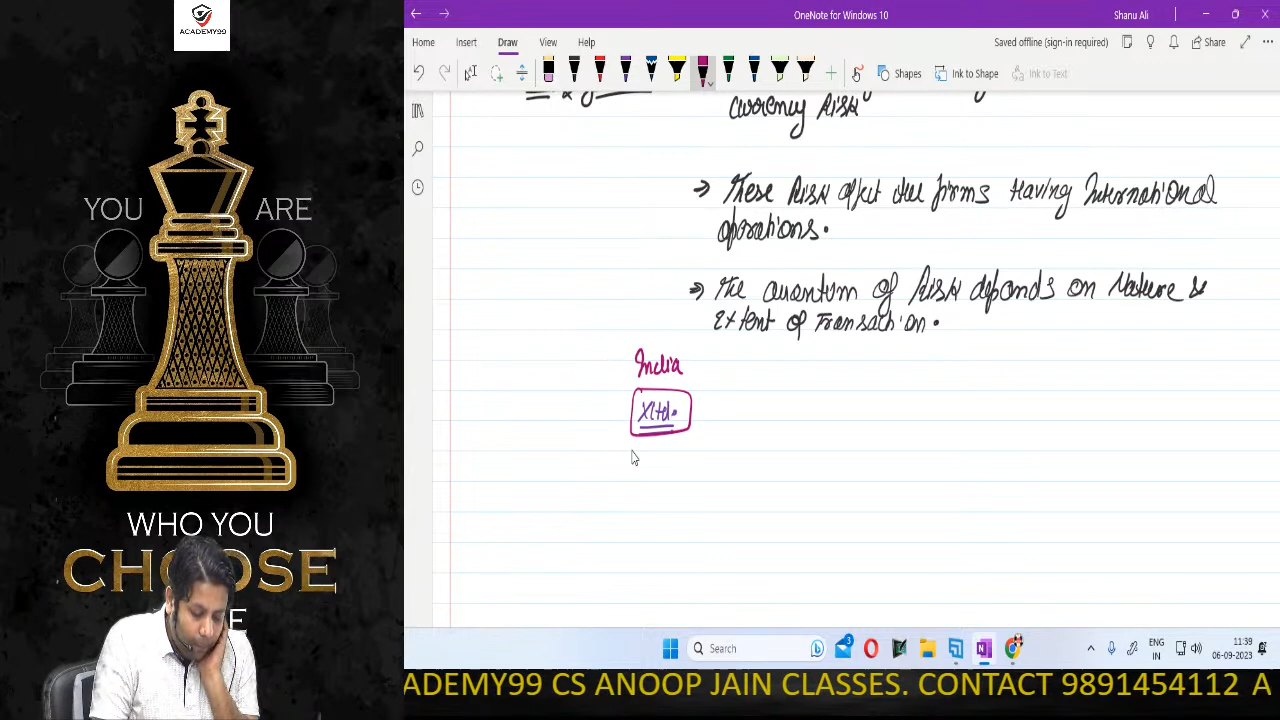 ACADEMY99
YOU ARE
WHO YOU
CHOOSE
OneNote for Windows 10
Shanu Ali
Home Insert Draw View Help
Saved offline (sign-in required)
Share
Shapes
Ink to Shape
Ink to Text
currency Risk
⇒ These Risk afect the firms Having International
operations.
⇒ The quantum of Risk depends on Nature &
Extent of Transaction.
India
X Ltd.
Search
3
ENG
IN
11:39
06-09-2023
ADEMY99 CS ANOOP JAIN CLASSES. CONTACT 9891454112 A